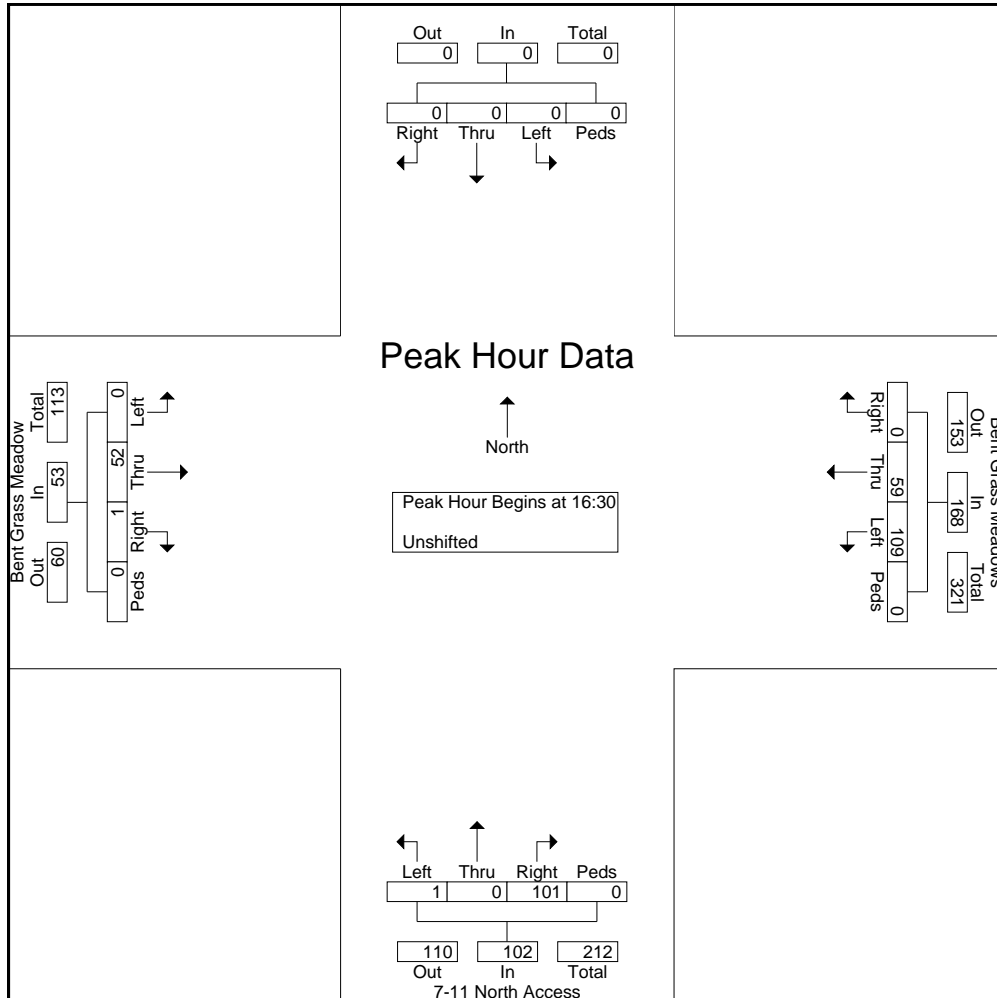 Out In Total
0 0 0
0 0 0 0
Right Thru Left Peds
Peak Hour Data
North
Peak Hour Begins at 16:30
Unshifted
Bent Grass Meadow
Total In Out
113 53 60
0 52 1 0
Left Thru Right Peds
Bent Grass Meadows
Out In Total
153 168 321
0 59 109 0
Right Thru Left Peds
Left Thru Right Peds
1 0 101 0
110 102 212
Out In Total
7-11 North Access